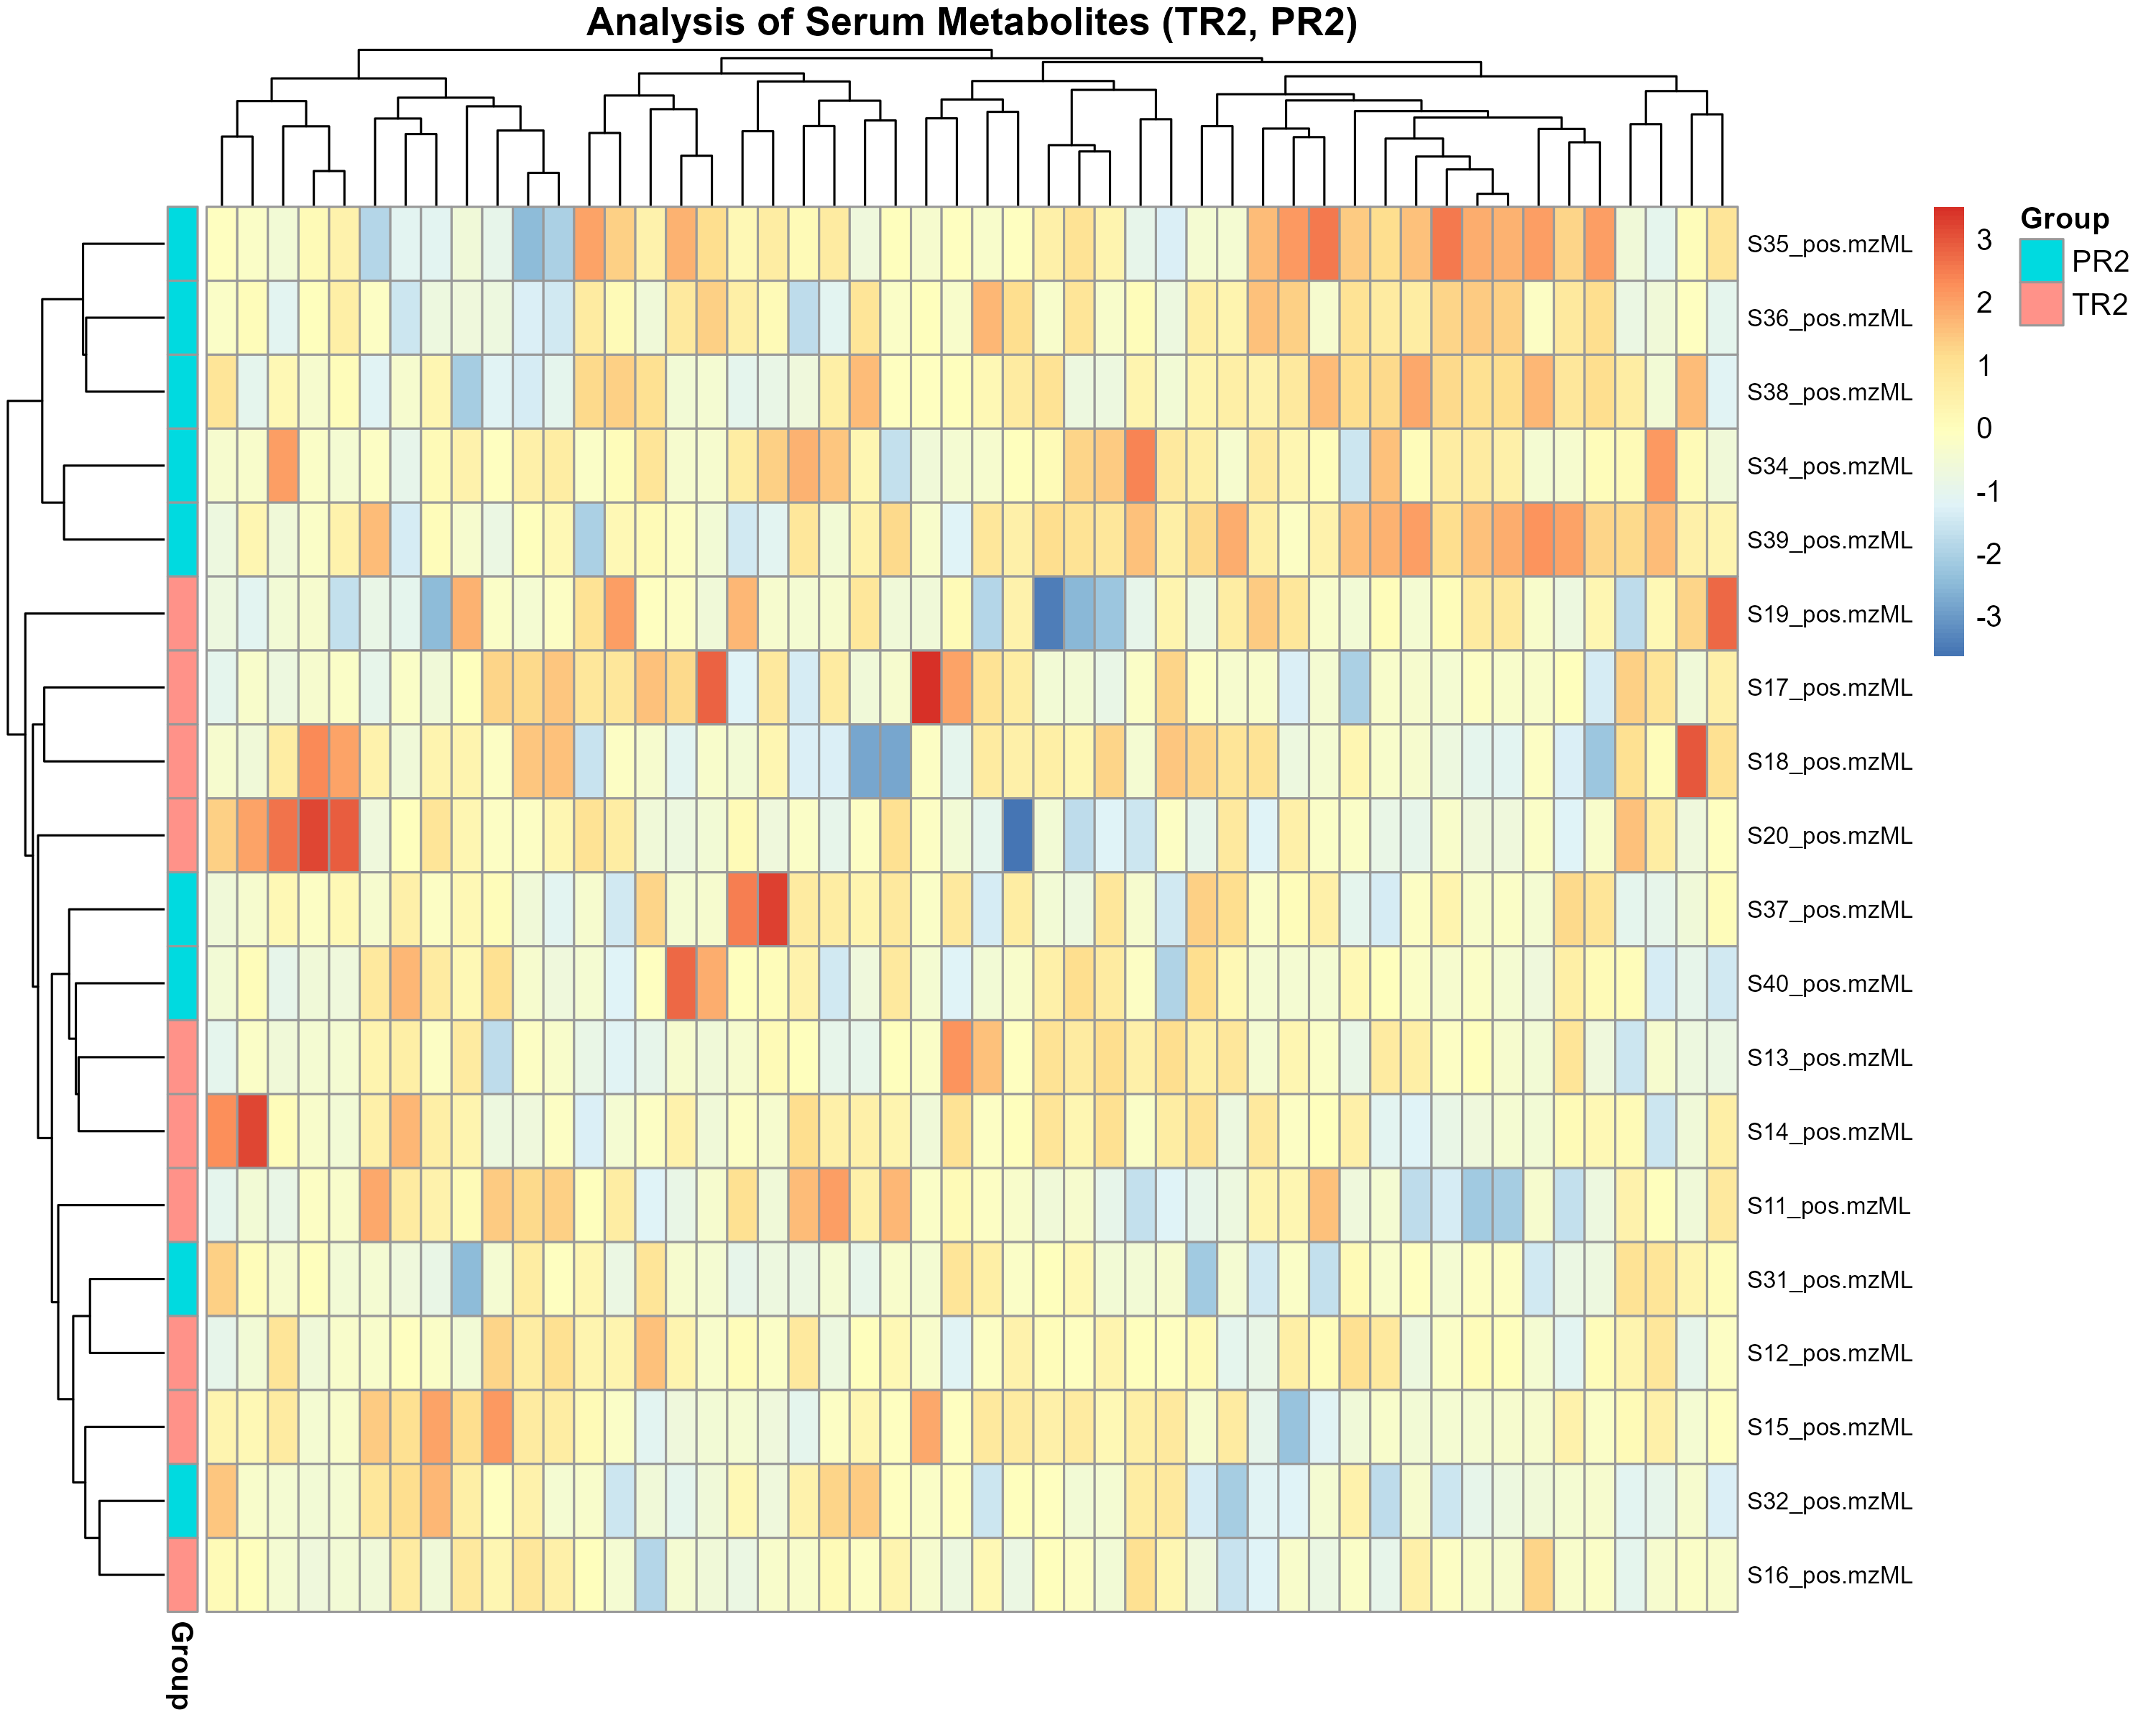 Analysis of Serum Metabolites (TR2, PR2)
S35_pos.mzML
S36_pos.mzML
S38_pos.mzML
S34_pos.mzML
S39_pos.mzML
S19_pos.mzML
S17_pos.mzML
S18_pos.mzML
S20_pos.mzML
S37_pos.mzML
S40_pos.mzML
S13_pos.mzML
S14_pos.mzML
S11_pos.mzML
S31_pos.mzML
S12_pos.mzML
S15_pos.mzML
S32_pos.mzML
S16_pos.mzML
3
2
1
0
-1
-2
-3
Group
PR2
TR2
Group